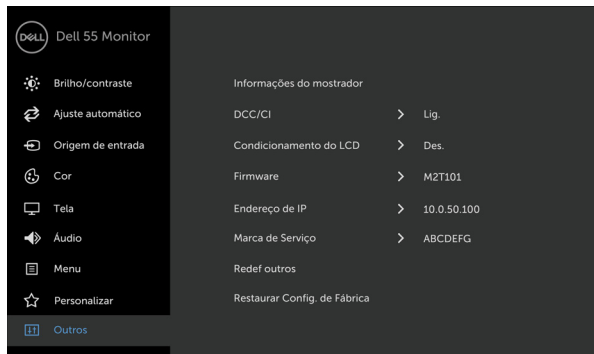 DELL Dell 55 Monitor
Brilho/contraste
Ajuste automático
Origem de entrada
Cor
Tela
Áudio
Menu
Personalizar
Outros
Informações do mostrador
DCC/CI > Lig.
Condicionamento do LCD > Des.
Firmware > M2T101
Endereço de IP > 10.0.50.100
Marca de Serviço > ABCDEFG
Redef outros
Restaurar Config. de Fábrica